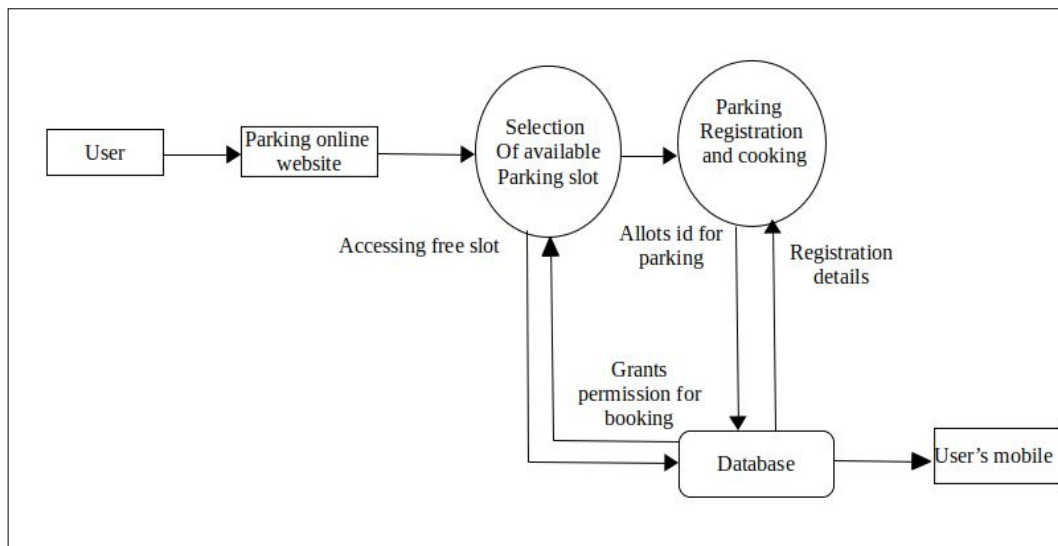 User
Parking online
website
Selection
Of available
Parking slot
Parking
Registration
and cooking
Accessing free slot
Allots id for
parking
Registration
details
Grants
permission for
booking
Database
User’s mobile